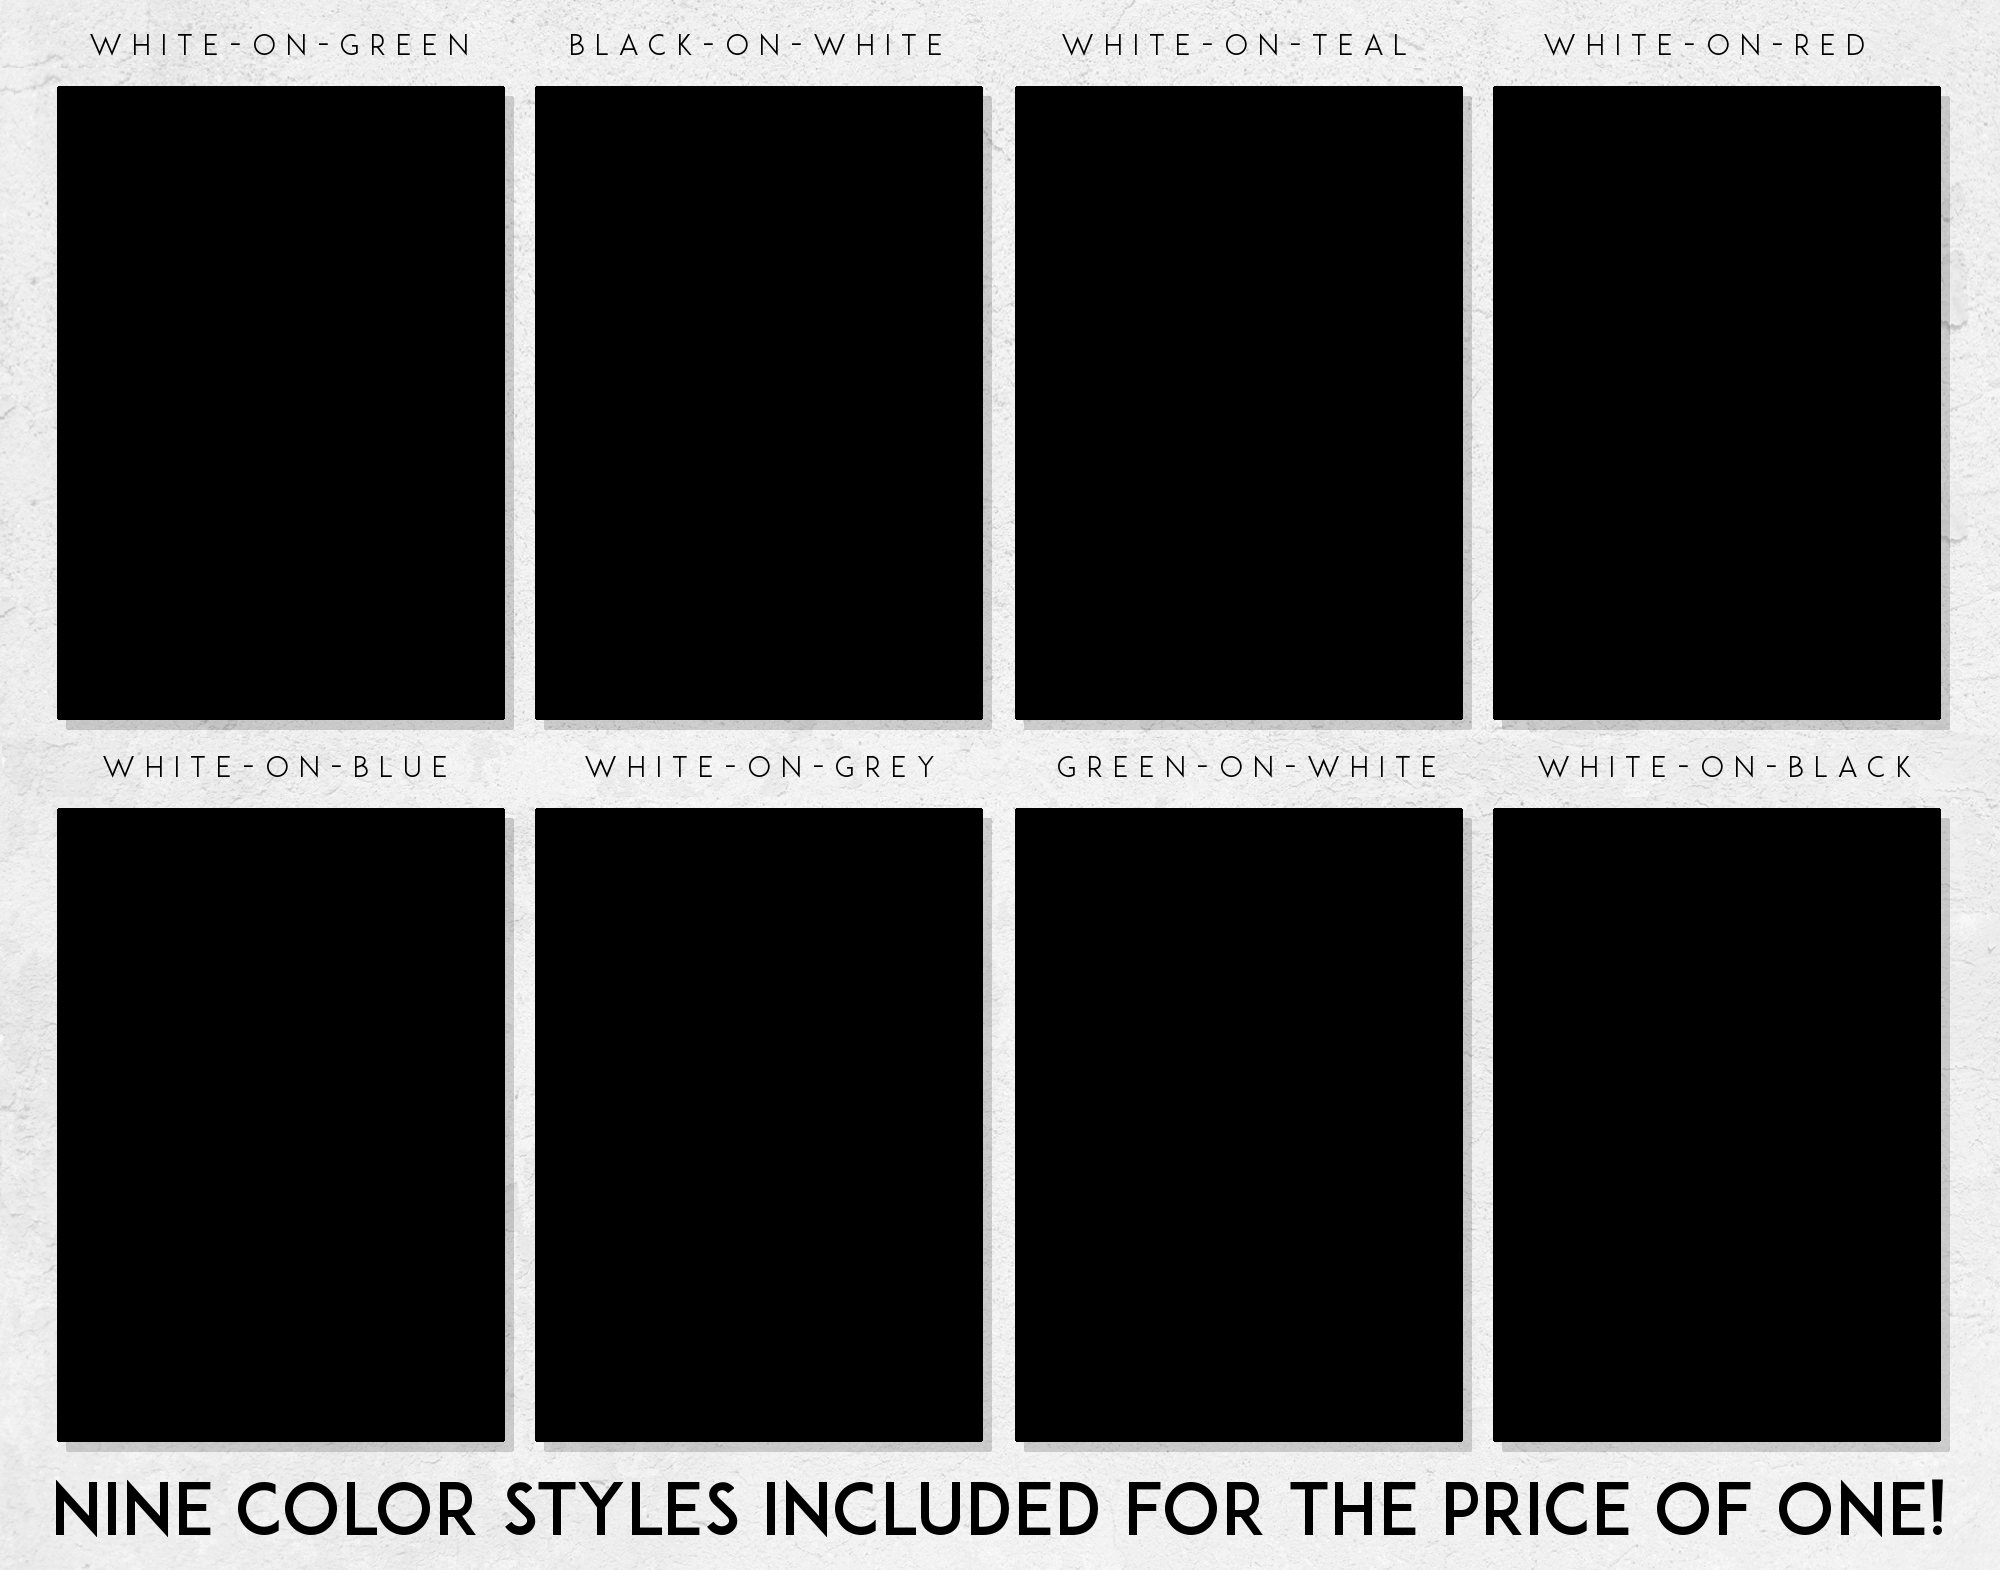 WHITE-ON-GREEN
BLACK-ON-WHITE
WHITE-ON-TEAL
WHITE-ON-RED
WHITE-ON-BLUE
WHITE-ON-GREY
GREEN-ON-WHITE
WHITE-ON-BLACK
NINE COLOR STYLES INCLUDED FOR THE PRICE OF ONE!